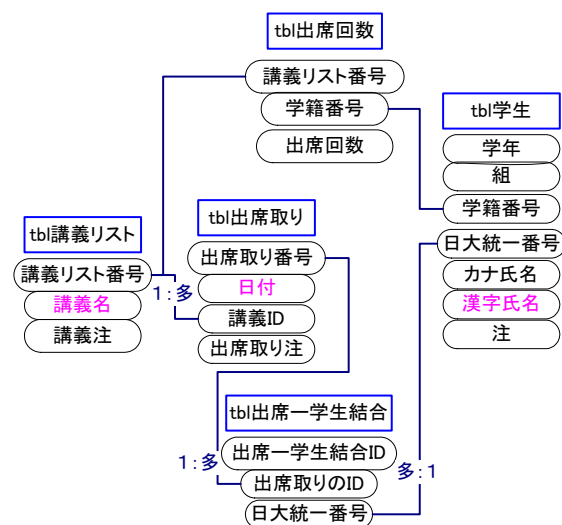 tbl出席回数
講義リスト番号
学籍番号
出席回数
tbl学生
学年
組
学籍番号
日大統一番号
カナ氏名
漢字氏名
注
tbl講義リスト
講義リスト番号
講義名
講義注
1:多
tbl出席取り
出席取り番号
日付
講義ID
出席取り注
tbl出席ー学生結合
出席ー学生結合ID
出席取りのID
日大統一番号
1:多
多:1